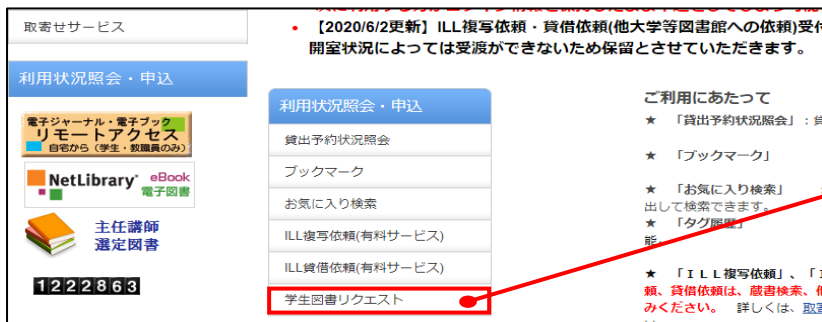 取寄せサービス
利用状況照会・申込
電子ジャーナル・電子ブック
リモートアクセス
自宅から（学生・教職員のみ）
NetLibrary eBook
電子図書
主任講師
選定図書
1222863
・ 【2020/6/2更新】ILL複写依頼・貸借依頼(他大学等図書館への依頼)受付
開室状況によっては受渡ができないため保留とさせていただきます。
利用状況照会・申込
貸出予約状況照会
ブックマーク
お気に入り検索
ILL複写依頼(有料サービス)
ILL貸借依頼(有料サービス)
学生図書リクエスト
ご利用にあたって
★ 「貸出予約状況照会」：
★ 「ブックマーク」
★ 「お気に入り検索」
出して検索できます。
★ 「タグ履歴」
能。
★ 「ＩＬＬ複写依頼」、「Ｉ
頼、貸借依頼は、蔵書検索、
みください。 詳しくは、取寄